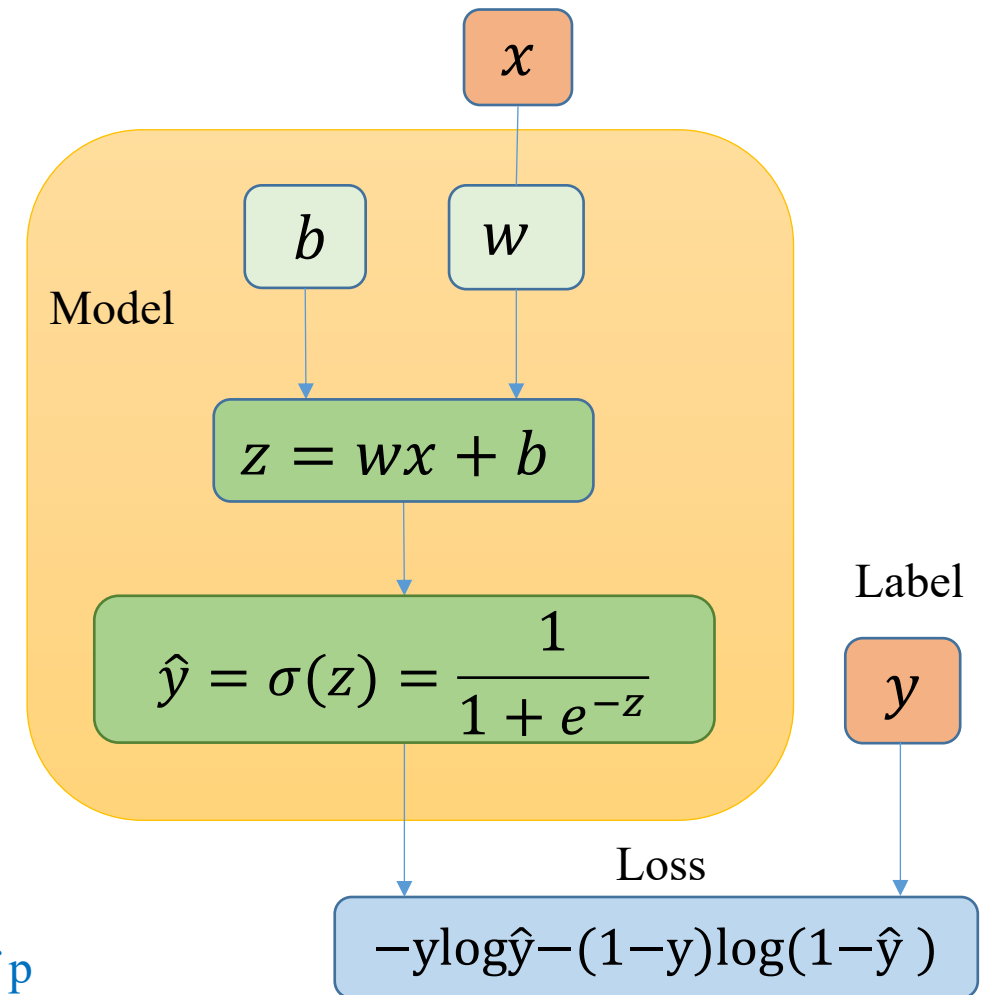 x
b
w
Model
z = wx + b
Label
ŷ = σ(z) = 1 / (1 + e^{-z})
y
Loss
−ylogŷ−(1−y)log(1−ŷ )
p